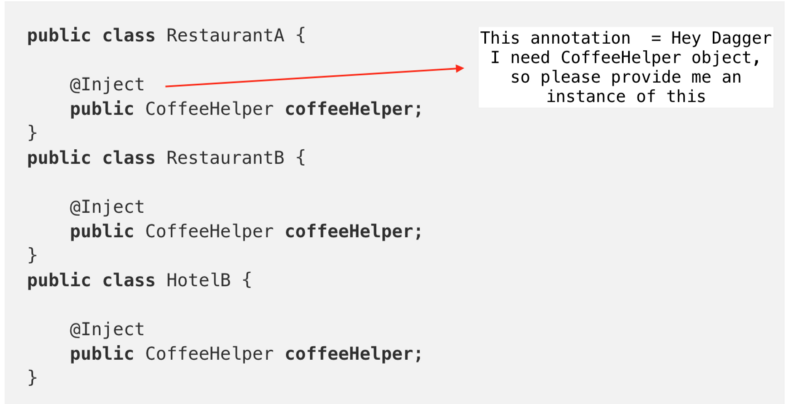 public class RestaurantA {
@Inject
public CoffeeHelper coffeeHelper;
}
This annotation = Hey Dagger
I need CoffeeHelper object,
so please provide me an
instance of this
public class RestaurantB {
@Inject
public CoffeeHelper coffeeHelper;
}
public class HotelB {
@Inject
public CoffeeHelper coffeeHelper;
}